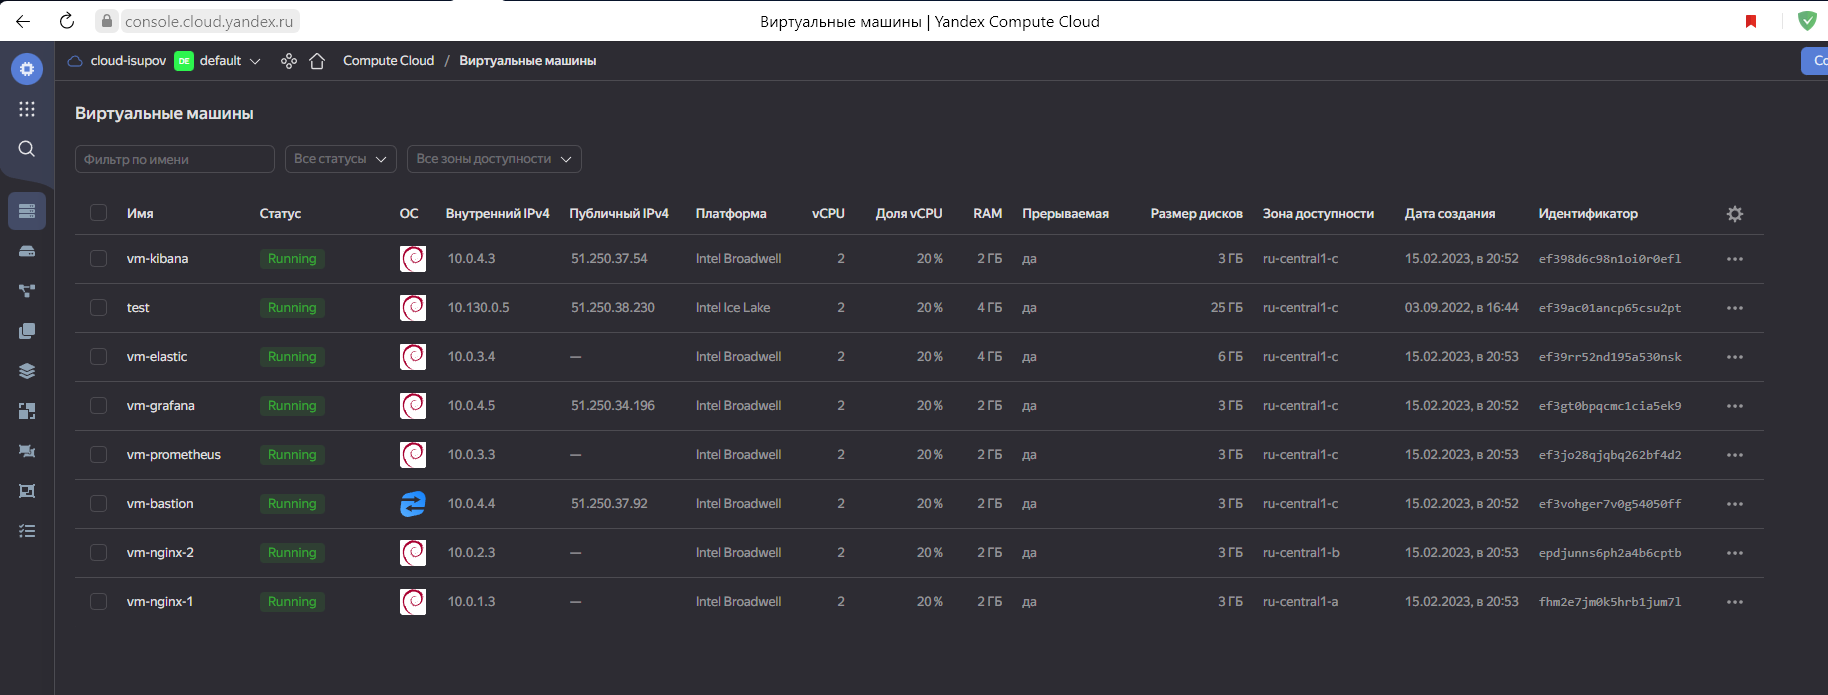 console.cloud.yandex.ru Виртуальные машины | Yandex Compute Cloud
cloud-isupov DE default Compute Cloud / Виртуальные машины Co
Виртуальные машины
Фильтр по имени Все статусы Все зоны доступности
Имя Статус ОС Внутренний IPv4 Публичный IPv4 Платформа vCPU Доля vCPU RAM Прерываемая Размер дисков Зона доступности Дата создания Идентификатор
vm-kibana Running 10.0.4.3 51.250.37.54 Intel Broadwell 2 20 % 2 ГБ да 3 ГБ ru-central1-c 15.02.2023, в 20:52 ef398d6c98n1oi0r0efl
test Running 10.130.0.5 51.250.38.230 Intel Ice Lake 2 20 % 4 ГБ да 25 ГБ ru-central1-c 03.09.2022, в 16:44 ef39ac01ancp65csu2pt
vm-elastic Running 10.0.3.4 — Intel Broadwell 2 20 % 4 ГБ да 6 ГБ ru-central1-c 15.02.2023, в 20:53 ef39rr52nd195a530nsk
vm-grafana Running 10.0.4.5 51.250.34.196 Intel Broadwell 2 20 % 2 ГБ да 3 ГБ ru-central1-c 15.02.2023, в 20:52 ef3gt0bpqcmc1cia5ek9
vm-prometheus Running 10.0.3.3 — Intel Broadwell 2 20 % 2 ГБ да 3 ГБ ru-central1-c 15.02.2023, в 20:53 ef3jo28qjqbq262bf4d2
vm-bastion Running 10.0.4.4 51.250.37.92 Intel Broadwell 2 20 % 2 ГБ да 3 ГБ ru-central1-c 15.02.2023, в 20:52 ef3vohger7v0g54050ff
vm-nginx-2 Running 10.0.2.3 — Intel Broadwell 2 20 % 2 ГБ да 3 ГБ ru-central1-b 15.02.2023, в 20:53 epdjunns6ph2a4b6cptb
vm-nginx-1 Running 10.0.1.3 — Intel Broadwell 2 20 % 2 ГБ да 3 ГБ ru-central1-a 15.02.2023, в 20:53 fhm2e7jm0k5hrb1jum7l